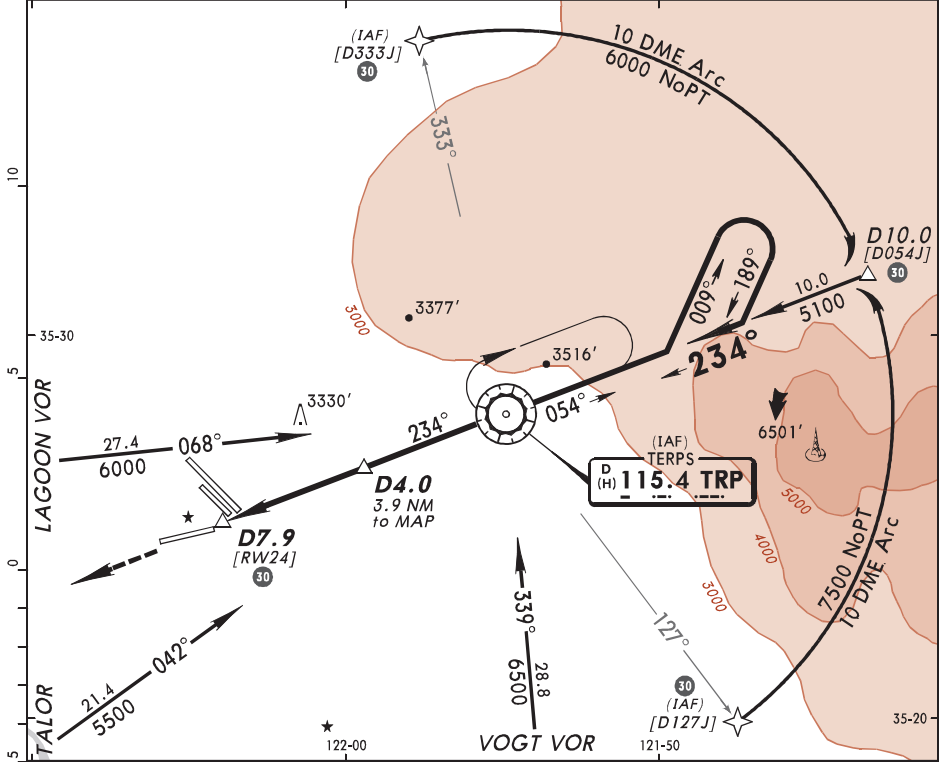 (IAF)
[D333J]
30
10 DME Arc
6000 NoPT
333°
10
D10.0
[D054J]
30
10.0
5100
009°
189°
3000
3377'
35-30
234°
3516'
5
3330'
054°
234°
6501'
LAGOON VOR
27.4
068°
6000
(IAF)
TERPS
D
(H) 115.4 TRP
D4.0
3.9 NM
to MAP
5000
D7.9
[RW24]
30
4000
0
3000
7500 NoPT
10 DME Arc
339°
28.8
6500
127°
042°
21.4
5500
TALOR
30
(IAF)
[D127J]
35-20
5
122-00
VOGT VOR
121-50